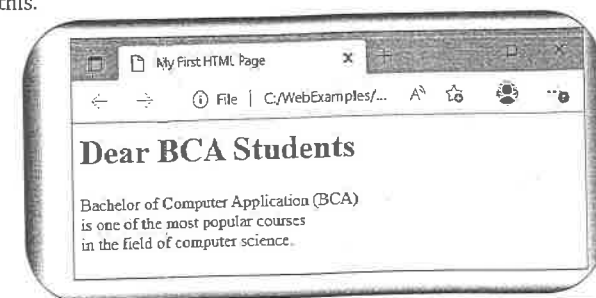 this.
My First HTML Page
File | C:/WebExamples/...
Dear BCA Students
Bachelor of Computer Application (BCA)
is one of the most popular courses
in the field of computer science.